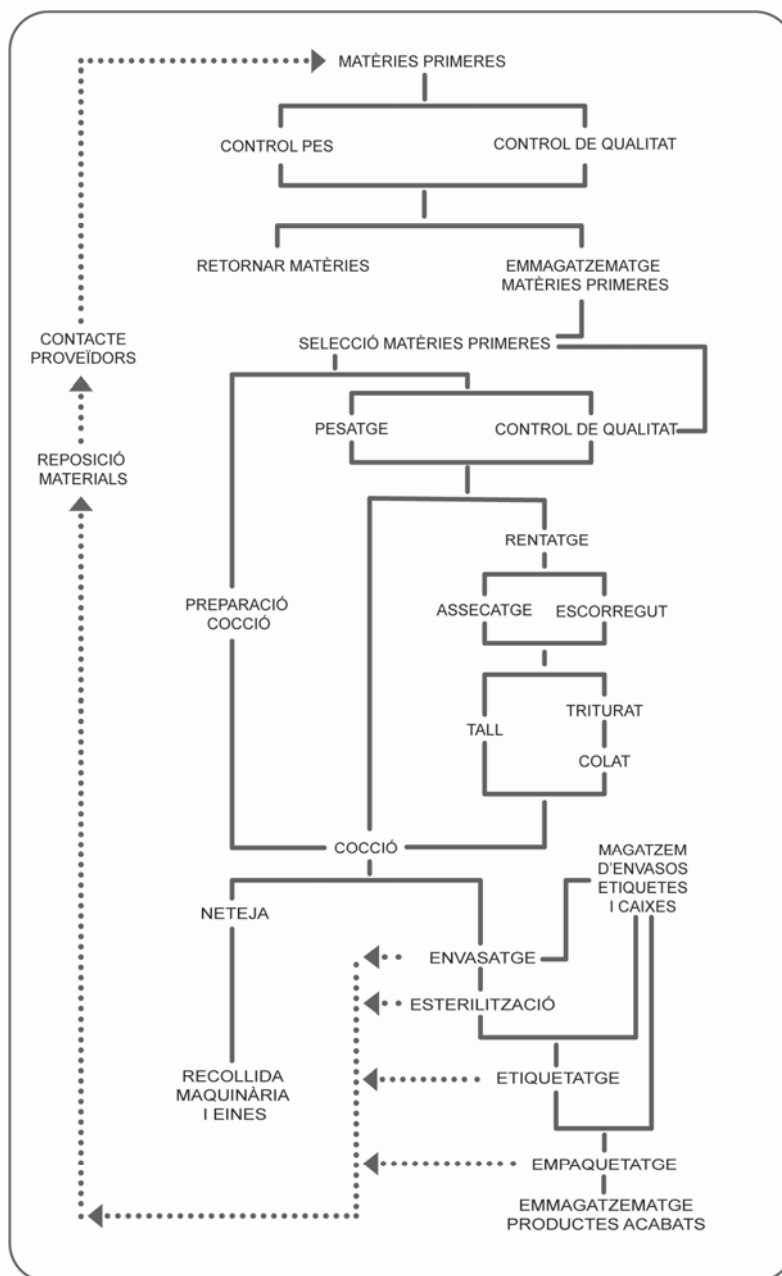 MATÈRIES PRIMERES
CONTROL PES
CONTROL DE QUALITAT
RETORNAR MATÈRIES
EMMAGATZEMATGE
MATÈRIES PRIMERES
CONTACTE
PROVEÏDORS
SELECCIÓ MATÈRIES PRIMERES
PESATGE
CONTROL DE QUALITAT
REPOSICIÓ
MATERIALS
RENTATGE
PREPARACIÓ
COCCIÓ
ASSECATGE
ESCORREGUT
TALL
TRITURAT
COLAT
COCCIÓ
MAGATZEM
D'ENVASOS
ETIQUETES
I CAIXES
NETEJA
ENVASATGE
ESTERILITZACIÓ
RECOLLIDA
MAQUINÀRIA
I EINES
ETIQUETATGE
EMPAQUETATGE
EMMAGATZEMATGE
PRODUCTES ACABATS